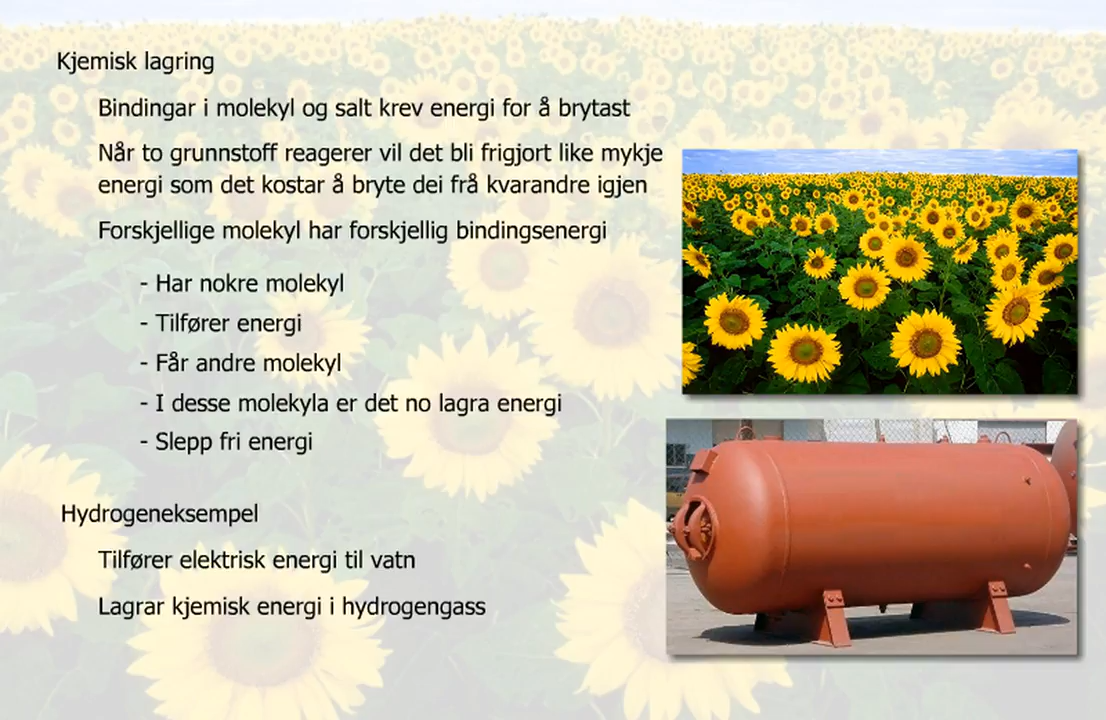 Kjemisk lagring
Bindingar i molekyl og salt krev energi for å brytast
Når to grunnstoff reagerer vil det bli frigjort like mykje
energi som det kostar å bryte dei frå kvarandre igjen
Forskjellige molekyl har forskjellig bindingsenergi
- Har nokre molekyl
- Tilfører energi
- Får andre molekyl
- I desse molekyla er det no lagra energi
- Slepp fri energi
Hydrogeneksempel
Tilfører elektrisk energi til vatn
Lagrar kjemisk energi i hydrogengass